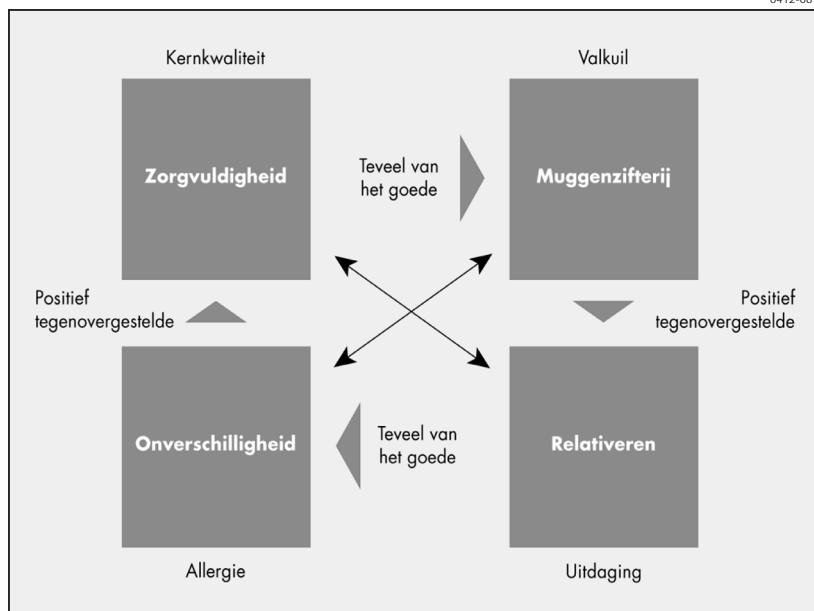 Kernkwaliteit
Valkuil
Zorgvuldigheid
Teveel van
het goede
Muggenzifterij
Positief
tegenovergestelde
Positief
tegenovergestelde
Onverschilligheid
Teveel van
het goede
Relativeren
Allergie
Uitdaging